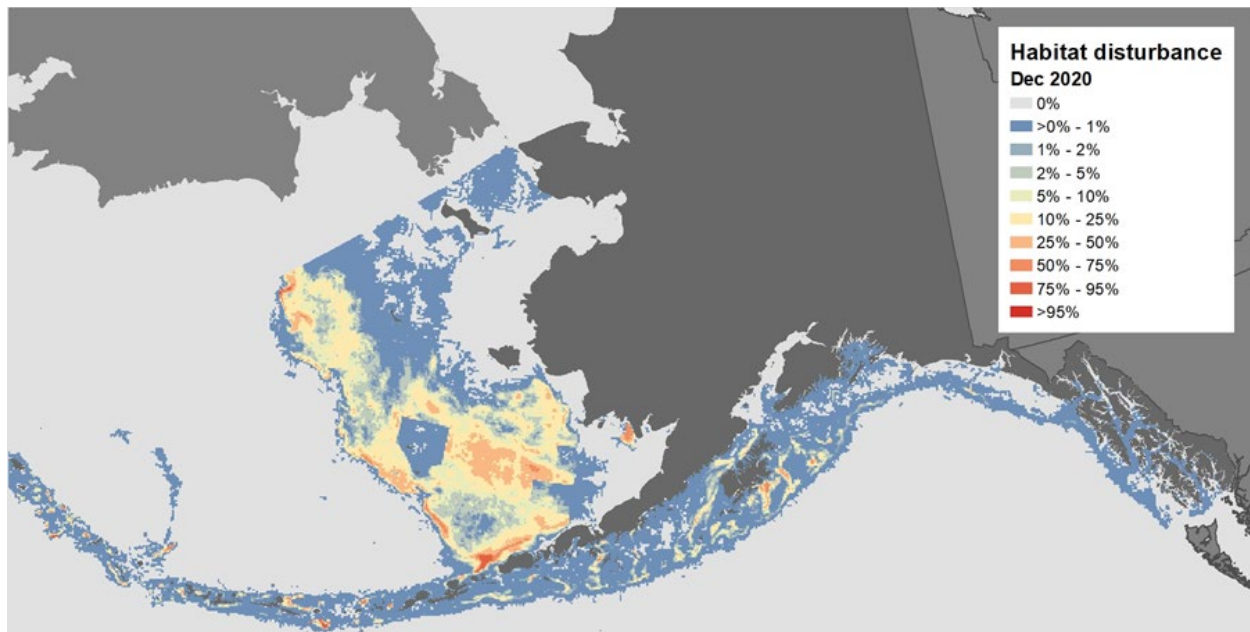 Habitat disturbance
Dec 2020
0%
>0% - 1%
1% - 2%
2% - 5%
5% - 10%
10% - 25%
25% - 50%
50% - 75%
75% - 95%
>95%